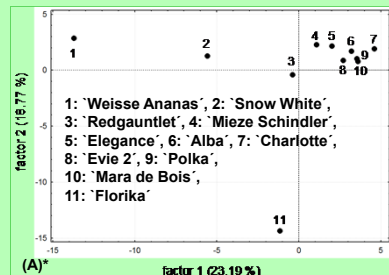 5
1
2
4 5 6 7
8 9
10
3
0
factor 2 (18.77 %)
1: `Weisse Ananas´, 2: `Snow White´,
3: `Redgauntlet´, 4: `Mieze Schindler´,
5: `Elegance´, 6: `Alba´, 7: `Charlotte´,
8: `Evie 2´, 9: `Polka´,
10: `Mara de Bois´,
11: `Florika´
-5
-10
11
-15
(A)*
-15 -10 -5 0 5
factor 1 (23.19 %)